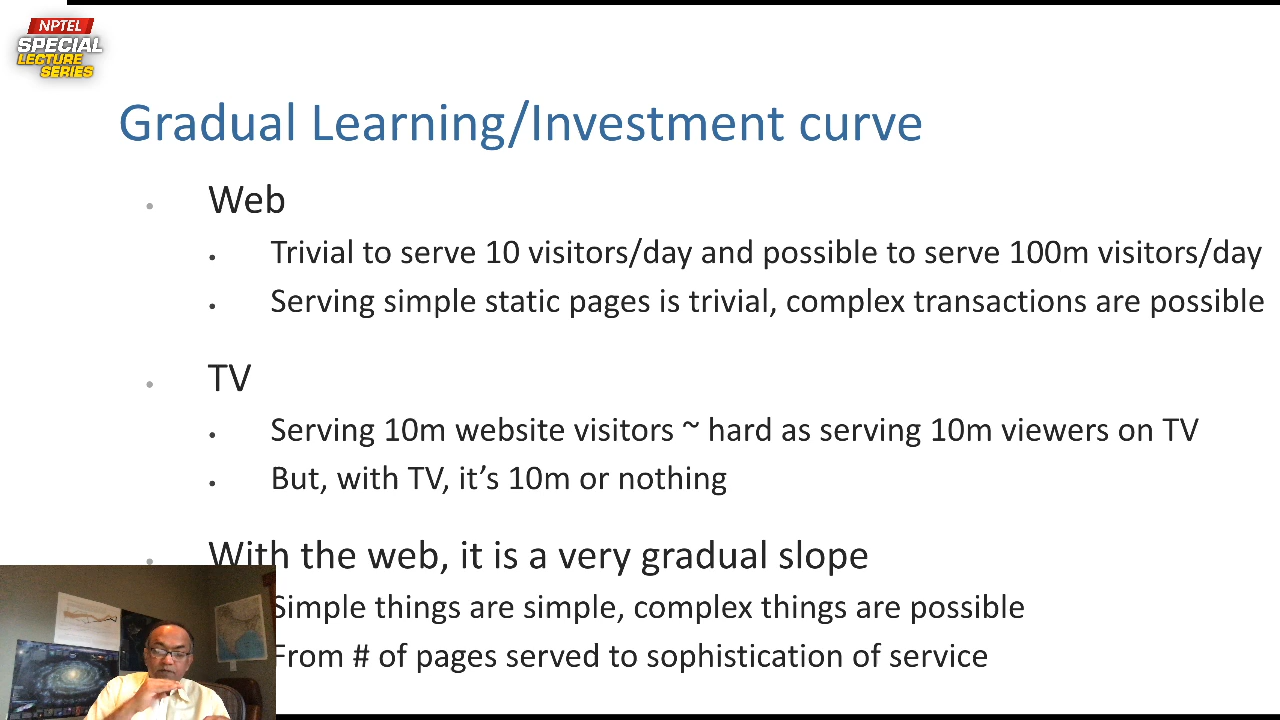 NPTEL
SPECIAL
LECTURE
SERIES
Gradual Learning/Investment curve
Web
Trivial to serve 10 visitors/day and possible to serve 100m visitors/day
Serving simple static pages is trivial, complex transactions are possible
TV
Serving 10m website visitors ~ hard as serving 10m viewers on TV
But, with TV, it’s 10m or nothing
With the web, it is a very gradual slope
Simple things are simple, complex things are possible
From # of pages served to sophistication of service